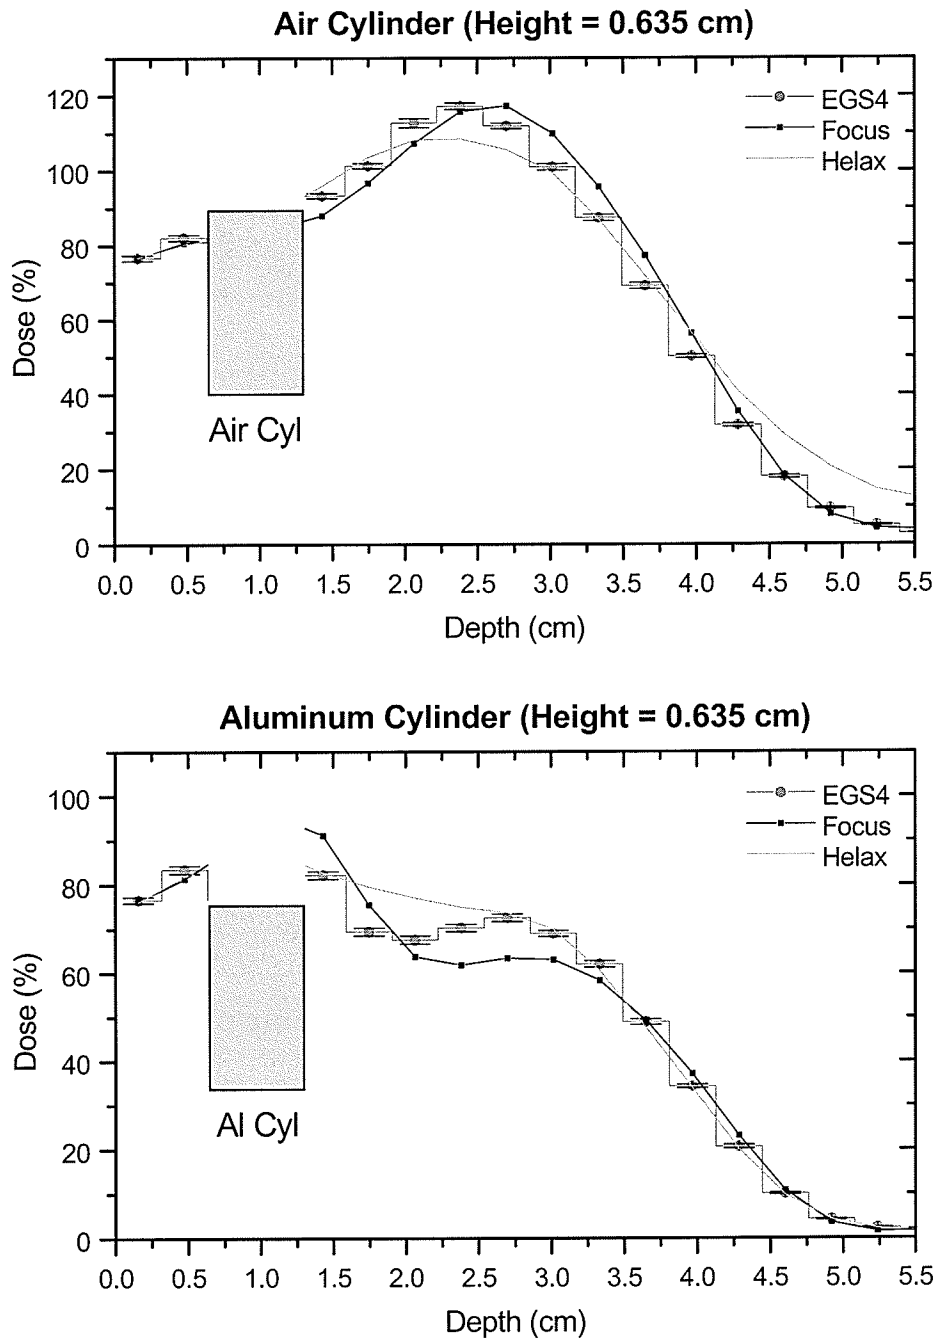 Air Cylinder (Height = 0.635 cm)
120
100
80
60
40
20
0
Dose (%)
EGS4
Focus
Helax
Air Cyl
0.0 0.5 1.0 1.5 2.0 2.5 3.0 3.5 4.0 4.5 5.0 5.5
Depth (cm)
Aluminum Cylinder (Height = 0.635 cm)
100
80
60
40
20
0
Dose (%)
EGS4
Focus
Helax
Al Cyl
0.0 0.5 1.0 1.5 2.0 2.5 3.0 3.5 4.0 4.5 5.0 5.5
Depth (cm)